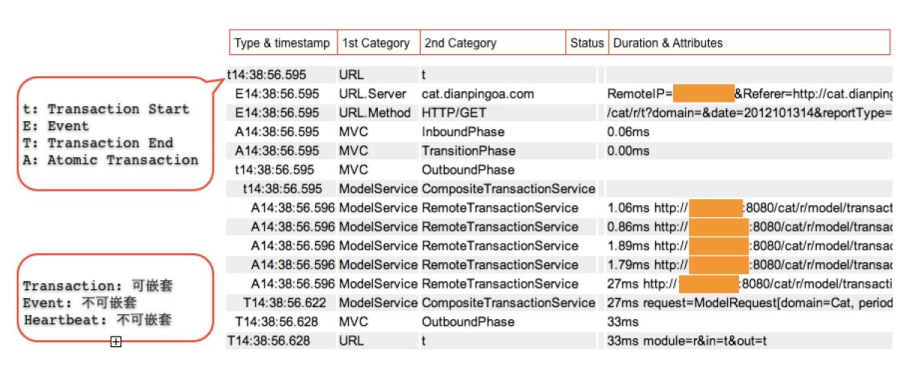 Type & timestamp 1st Category 2nd Category Status Duration & Attributes
t14:38:56.595 URL t
E14:38:56.595 URL.Server cat.dianpingoa.com RemoteIP= &Referer=http://cat.dianping
E14:38:56.595 URL.Method HTTP/GET /cat/r/t?domain=&date=2012101314&reportType=
A14:38:56.595 MVC InboundPhase 0.06ms
A14:38:56.595 MVC TransitionPhase 0.00ms
t14:38:56.595 MVC OutboundPhase
t14:38:56.595 ModelService CompositeTransactionService
A14:38:56.596 ModelService RemoteTransactionService 1.06ms http:// :8080/cat/r/model/transact
A14:38:56.596 ModelService RemoteTransactionService 0.86ms http:// :8080/cat/r/model/transac
A14:38:56.596 ModelService RemoteTransactionService 1.89ms http:// :8080/cat/r/model/transac
A14:38:56.596 ModelService RemoteTransactionService 1.79ms http:// :8080/cat/r/model/transac
A14:38:56.596 ModelService RemoteTransactionService 27ms http:// :8080/cat/r/model/transacti
T14:38:56.622 ModelService CompositeTransactionService 27ms request=ModelRequest[domain=Cat, period
T14:38:56.628 MVC OutboundPhase 33ms
T14:38:56.628 URL t 33ms module=r&in=t&out=t
t: Transaction Start
E: Event
T: Transaction End
A: Atomic Transaction
Transaction: 可嵌套
Event: 不可嵌套
Heartbeat: 不可嵌套